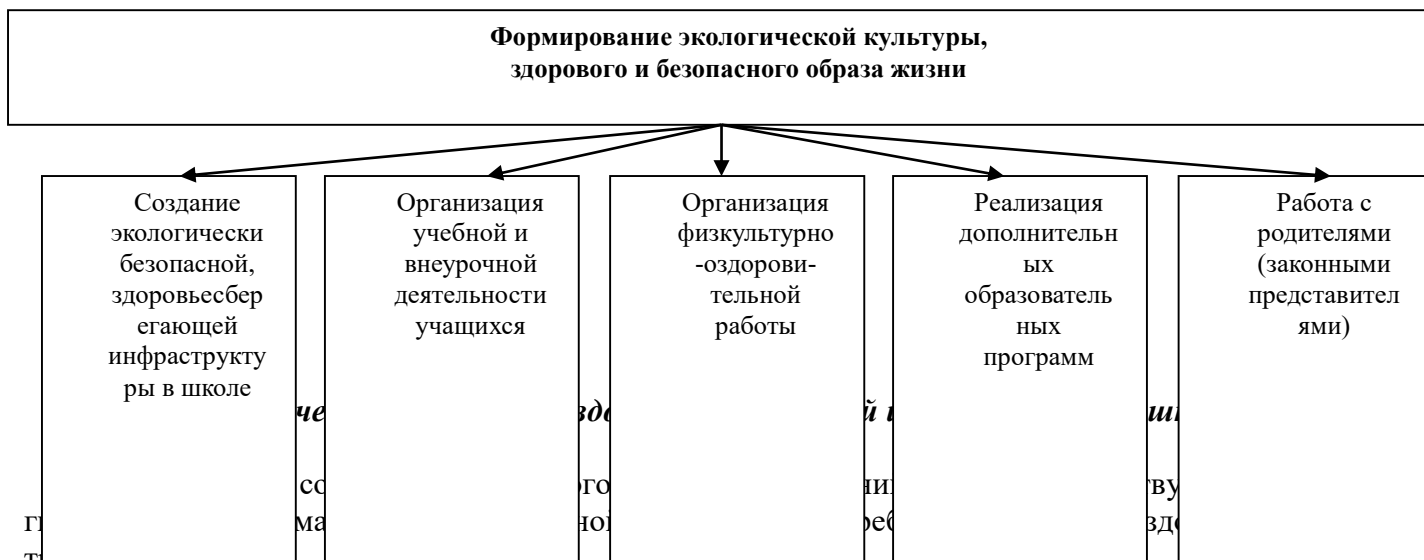 Формирование экологической культуры,
здорового и безопасного образа жизни
Создание
экологически
безопасной,
здоровьесбер
егающей
инфраструкту
ры в школе
Организация
учебной и
внеурочной
деятельности
учащихся
Организация
физкультурно
-оздорови-
тельной
работы
Реализация
дополнительн
ых
образователь
ных
программ
Работа с
родителями
(законными
представител
ями)